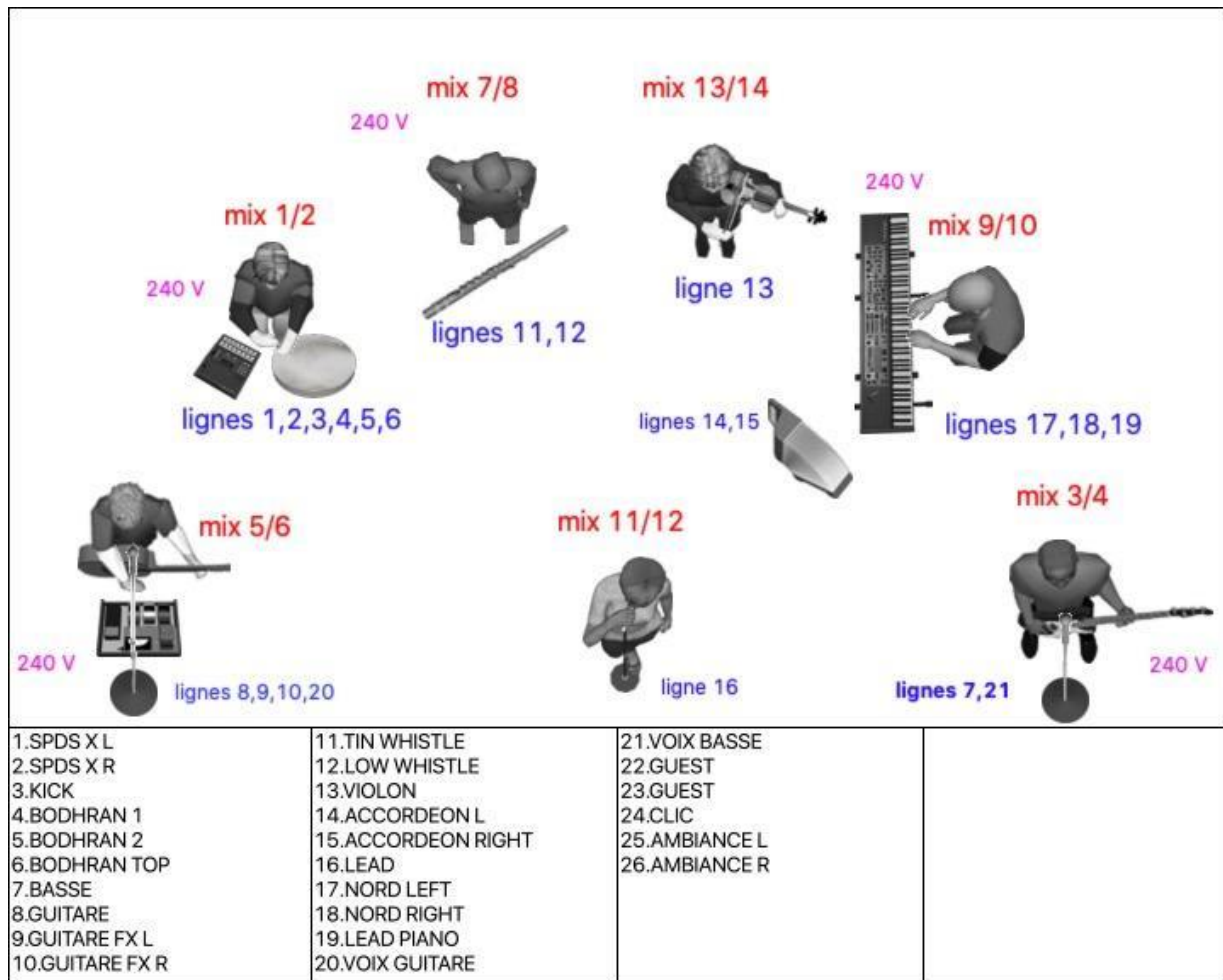 mix 7/8
mix 13/14
240 V
240 V
mix 1/2
mix 9/10
240 V
ligne 13
lignes 11,12
lignes 1,2,3,4,5,6
lignes 14,15
lignes 17,18,19
mix 5/6
mix 11/12
mix 3/4
240 V
240 V
lignes 8,9,10,20
ligne 16
lignes 7,21
1.SPDS X L
2.SPDS X R
3.KICK
4.BODHRAN 1
5.BODHRAN 2
6.BODHRAN TOP
7.BASSE
8.GUITARE
9.GUITARE FX L
10.GUITARE FX R
11.TIN WHISTLE
12.LOW WHISTLE
13.VIOLON
14.ACCORDEON L
15.ACCORDEON RIGHT
16.LEAD
17.NORD LEFT
18.NORD RIGHT
19.LEAD PIANO
20.VOIX GUITARE
21.VOIX BASSE
22.GUEST
23.GUEST
24.CLIC
25.AMBIANCE L
26.AMBIANCE R